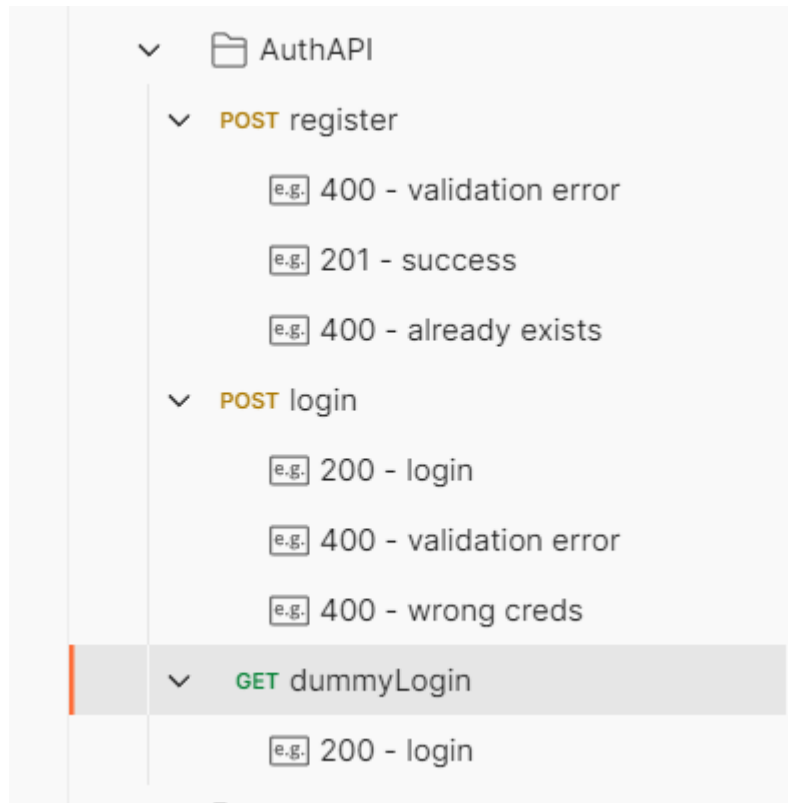 AuthAPI
POST register
e.g. 400 - validation error
e.g. 201 - success
e.g. 400 - already exists
POST login
e.g. 200 - login
e.g. 400 - validation error
e.g. 400 - wrong creds
GET dummyLogin
e.g. 200 - login